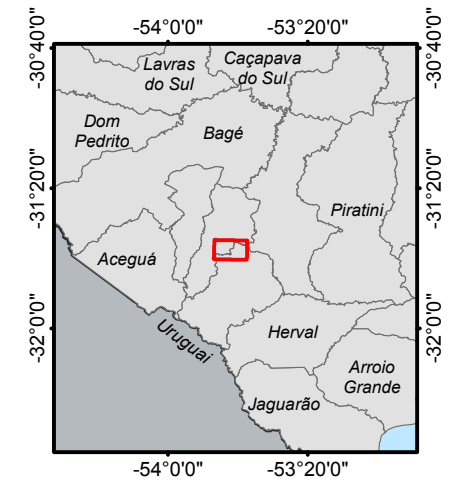 -54°0'0" -53°20'0"
-30°40'0" -30°40'0"
Lavras
do Sul
Caçapava
do Sul
Dom
Pedrito
Bagé
-31°20'0" -31°20'0"
Piratini
Aceguá
Uruguai
-32°0'0" -32°0'0"
Herval
Arroio
Grande
Jaguarão
-54°0'0" -53°20'0"